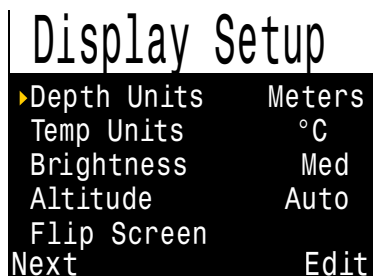 Display Setup
Depth Units Meters
Temp Units °C
Brightness Med
Altitude Auto
Flip Screen
Next Edit